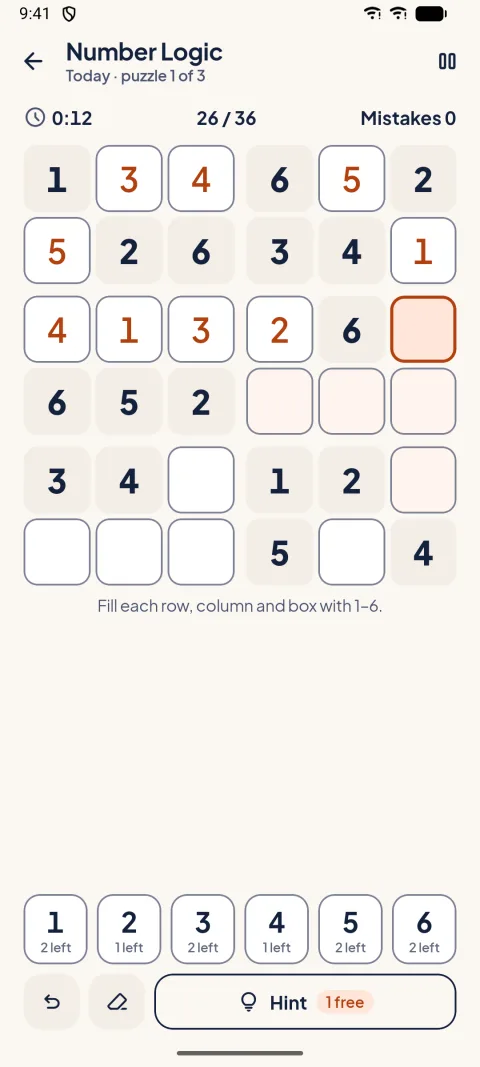 9:41
Number Logic
Today · puzzle 1 of 3
0:12 26 / 36 Mistakes 0
1 3 4 6 5 2
5 2 6 3 4 1
4 1 3 2 6
6 5 2
3 4 1 2
5 4
Fill each row, column and box with 1–6.
1 2 3 4 5 6
2 left 1 left 2 left 1 left 2 left 2 left
Hint 1 free